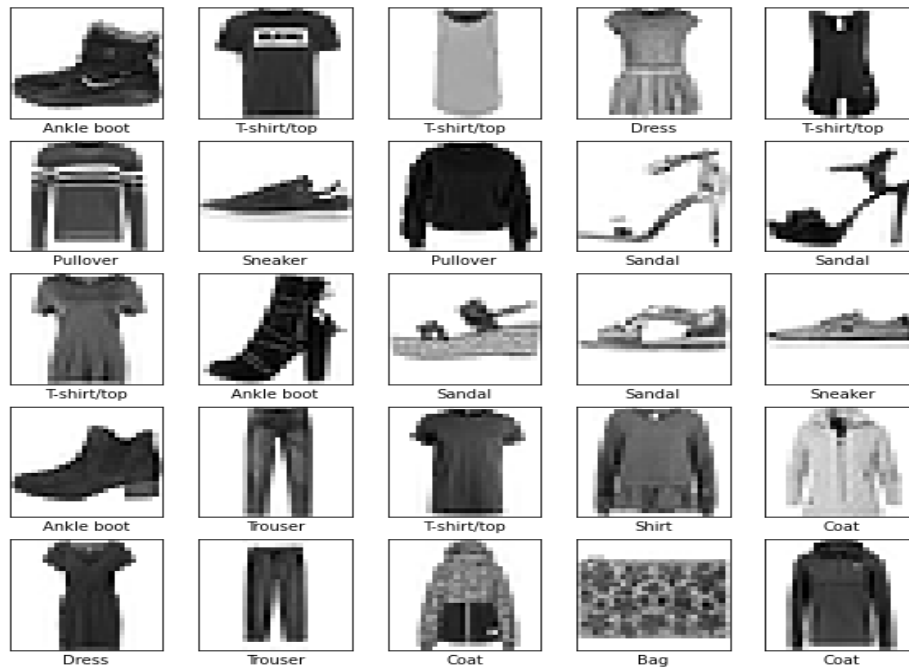 Ankle boot T-shirt/top T-shirt/top Dress T-shirt/top
Pullover Sneaker Pullover Sandal Sandal
T-shirt/top Ankle boot Sandal Sandal Sneaker
Ankle boot Trouser T-shirt/top Shirt Coat
Dress Trouser Coat Bag Coat